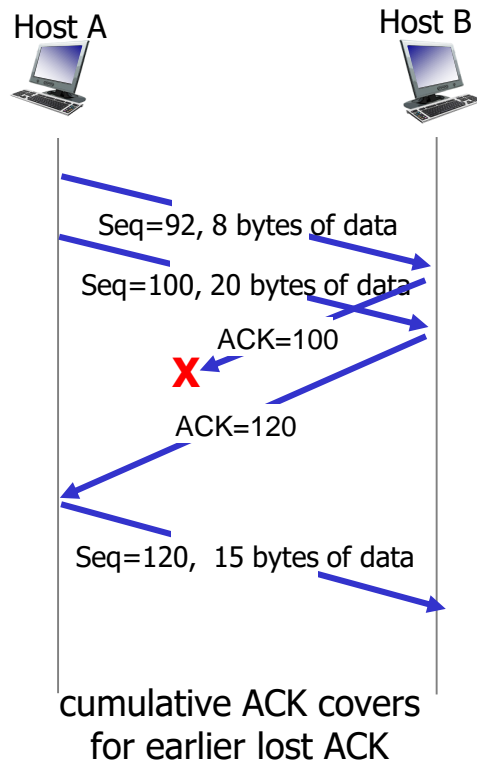 Host A
Host B
Seq=92, 8 bytes of data
Seq=100, 20 bytes of data
ACK=100
X
ACK=120
Seq=120, 15 bytes of data
cumulative ACK covers
for earlier lost ACK